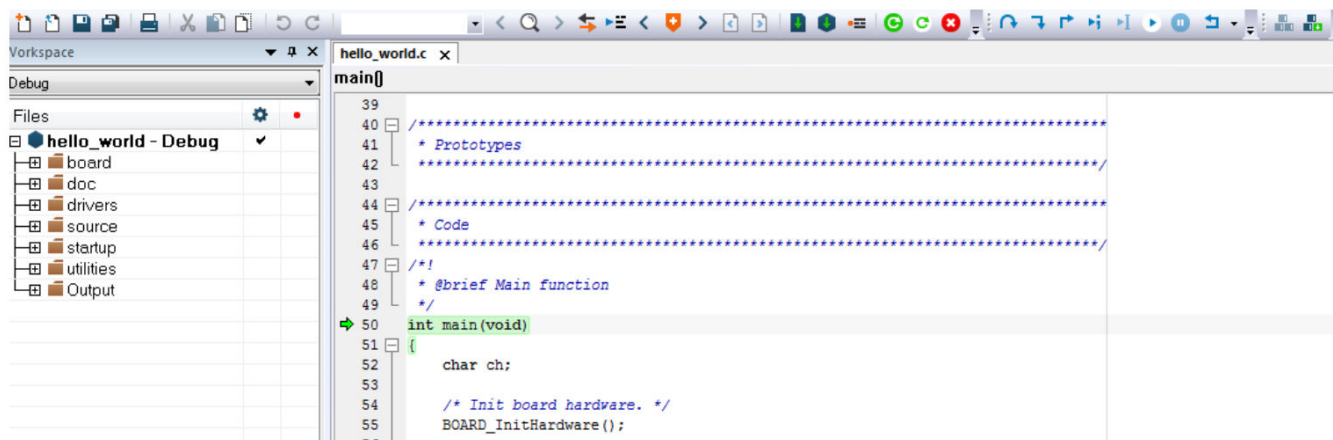 Workspace
Debug
Files
hello_world - Debug
board
doc
drivers
source
startup
utilities
Output
hello_world.c
main()
39
40 /*******************************************************************************
41  * Prototypes
42  ******************************************************************************/
43
44 /*******************************************************************************
45  * Code
46  ******************************************************************************/
47 /*!
48  * @brief Main function
49  */
50 int main(void)
51 {
52     char ch;
53
54     /* Init board hardware. */
55     BOARD_InitHardware();